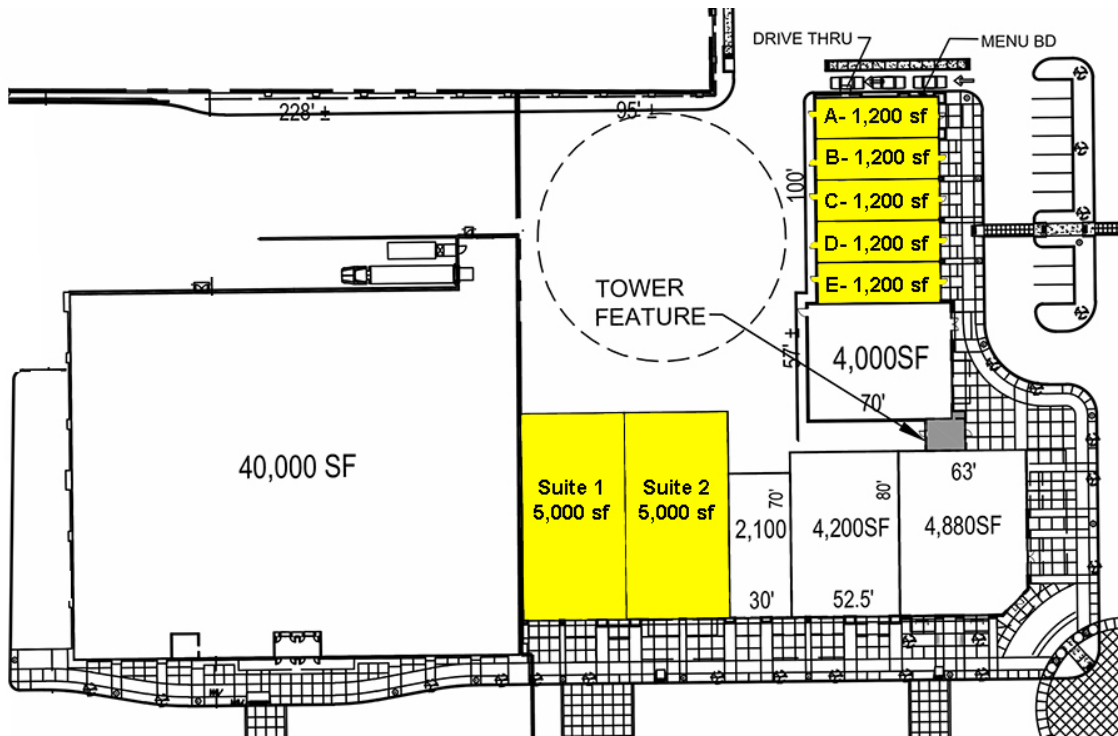 DRIVE THRU
MENU BD
228' ±
95' ±
A- 1,200 sf
B- 1,200 sf
C- 1,200 sf
D- 1,200 sf
E- 1,200 sf
100'
TOWER
FEATURE
57' ±
4,000SF
70'
40,000 SF
Suite 1
5,000 sf
Suite 2
5,000 sf
70'
2,100
30'
80'
4,200SF
52.5'
63'
4,880SF